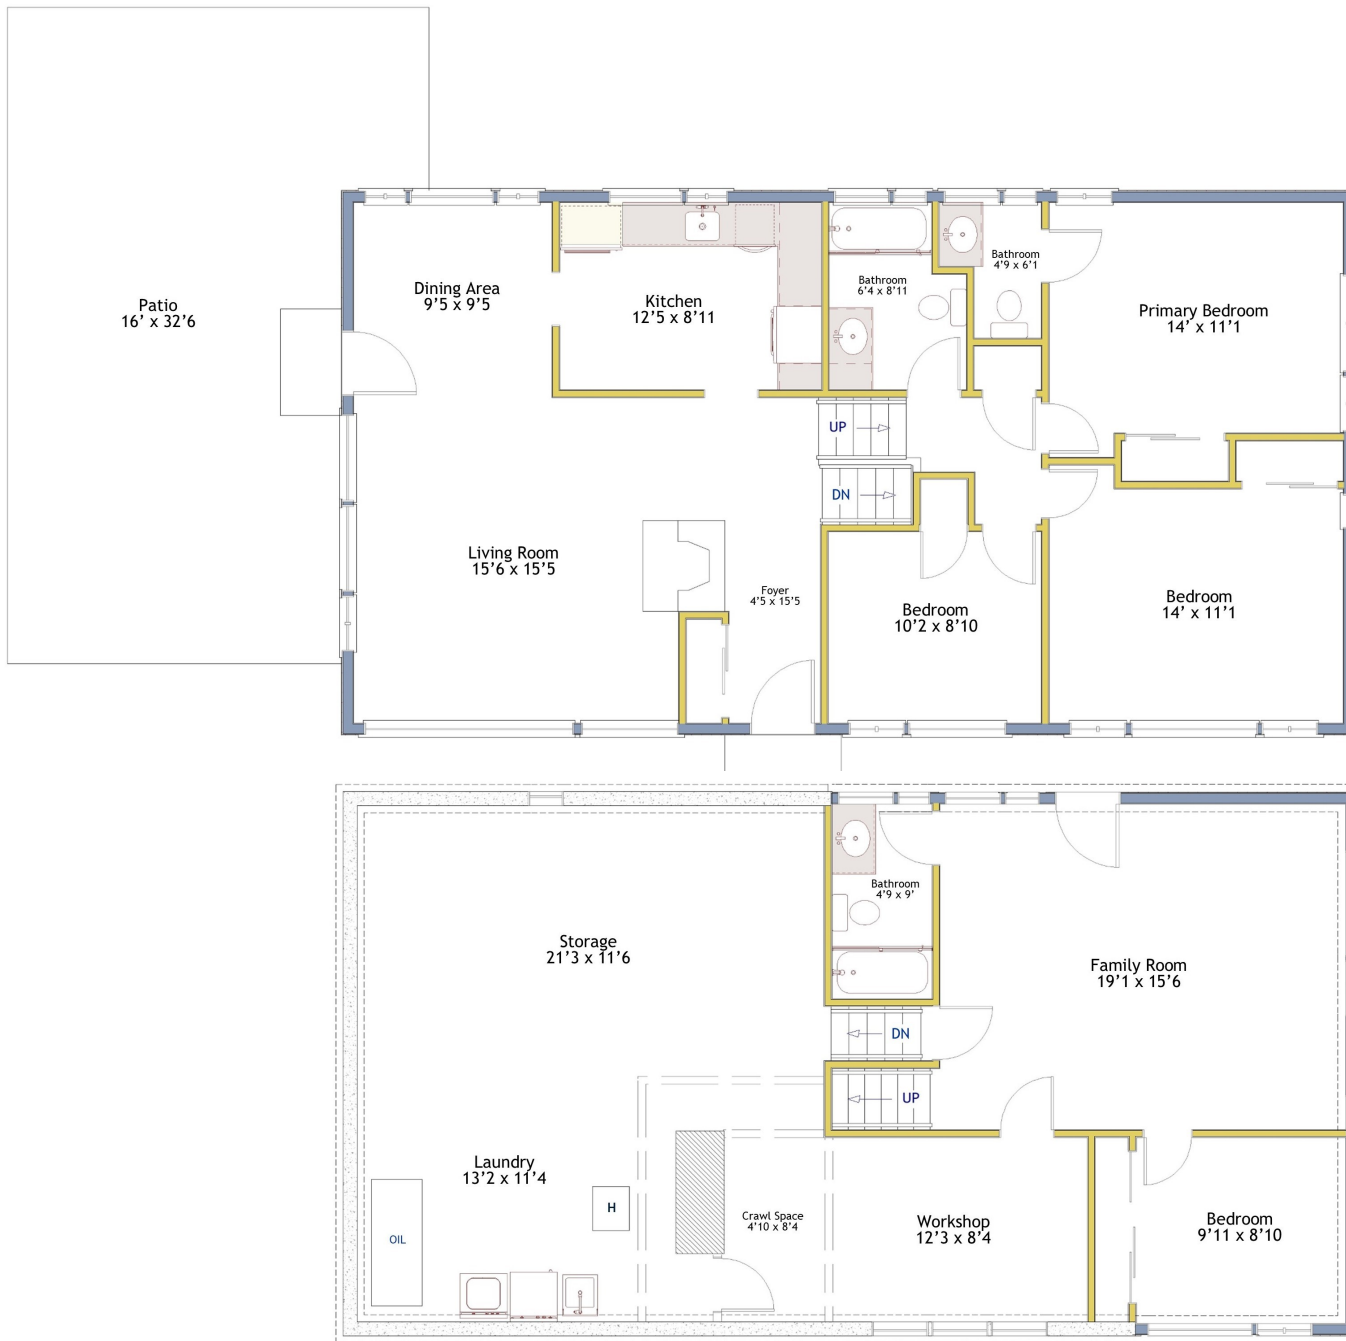 Patio
16' x 32'6
Dining Area
9'5 x 9'5
Kitchen
12'5 x 8'11
Bathroom
6'4 x 8'11
Bathroom
4'9 x 6'1
Primary Bedroom
14' x 11'1
UP
DN
Living Room
15'6 x 15'5
Foyer
4'5 x 15'5
Bedroom
10'2 x 8'10
Bedroom
14' x 11'1
Bathroom
4'9 x 9'
Storage
21'3 x 11'6
Family Room
19'1 x 15'6
DN
UP
Laundry
13'2 x 11'4
OIL
H
Crawl Space
4'10 x 8'4
Workshop
12'3 x 8'4
Bedroom
9'11 x 8'10